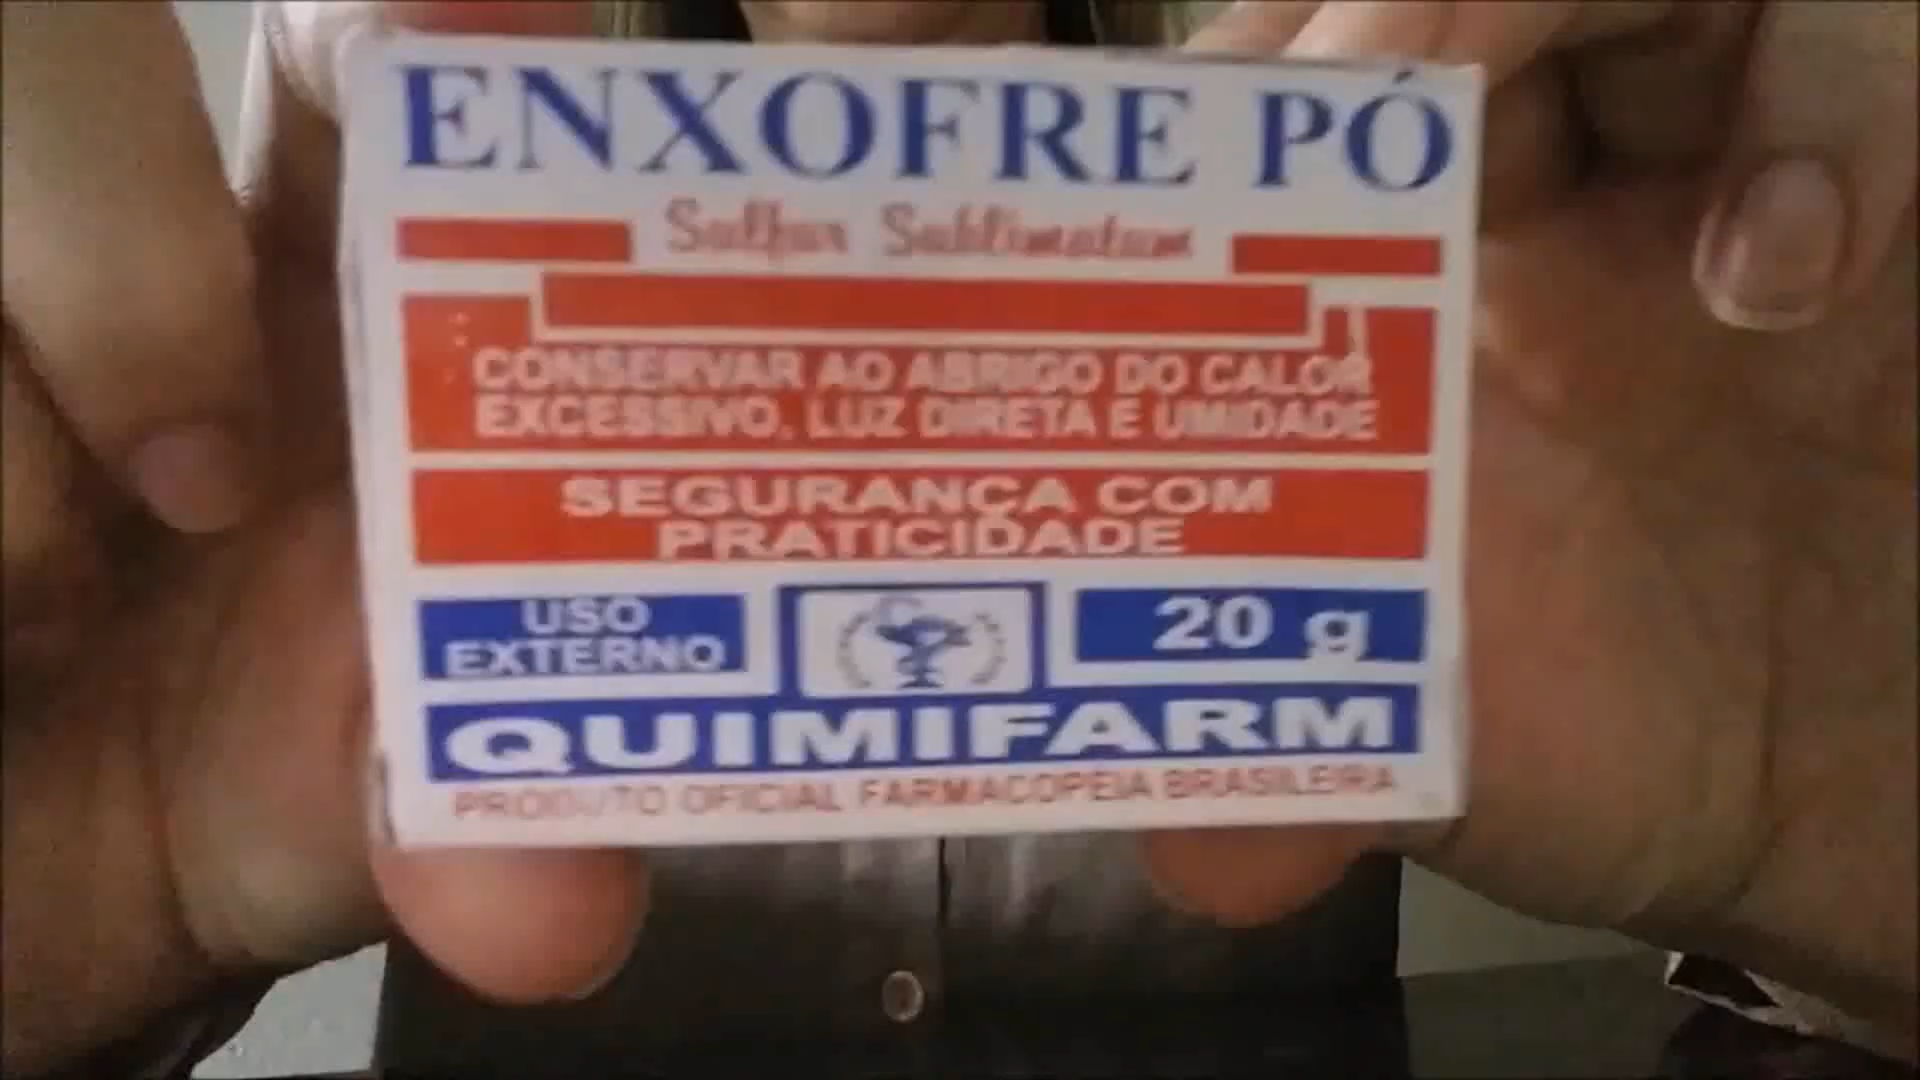 ENXOFRE PÓ
Sulfur Sublimatum
CONSERVAR AO ABRIGO DO CALOR
EXCESSIVO, LUZ DIRETA E UMIDADE
SEGURANÇA COM
PRATICIDADE
USO
EXTERNO
20 g
QUIMIFARM
PRODUTO OFICIAL FARMACOPEIA BRASILEIRA